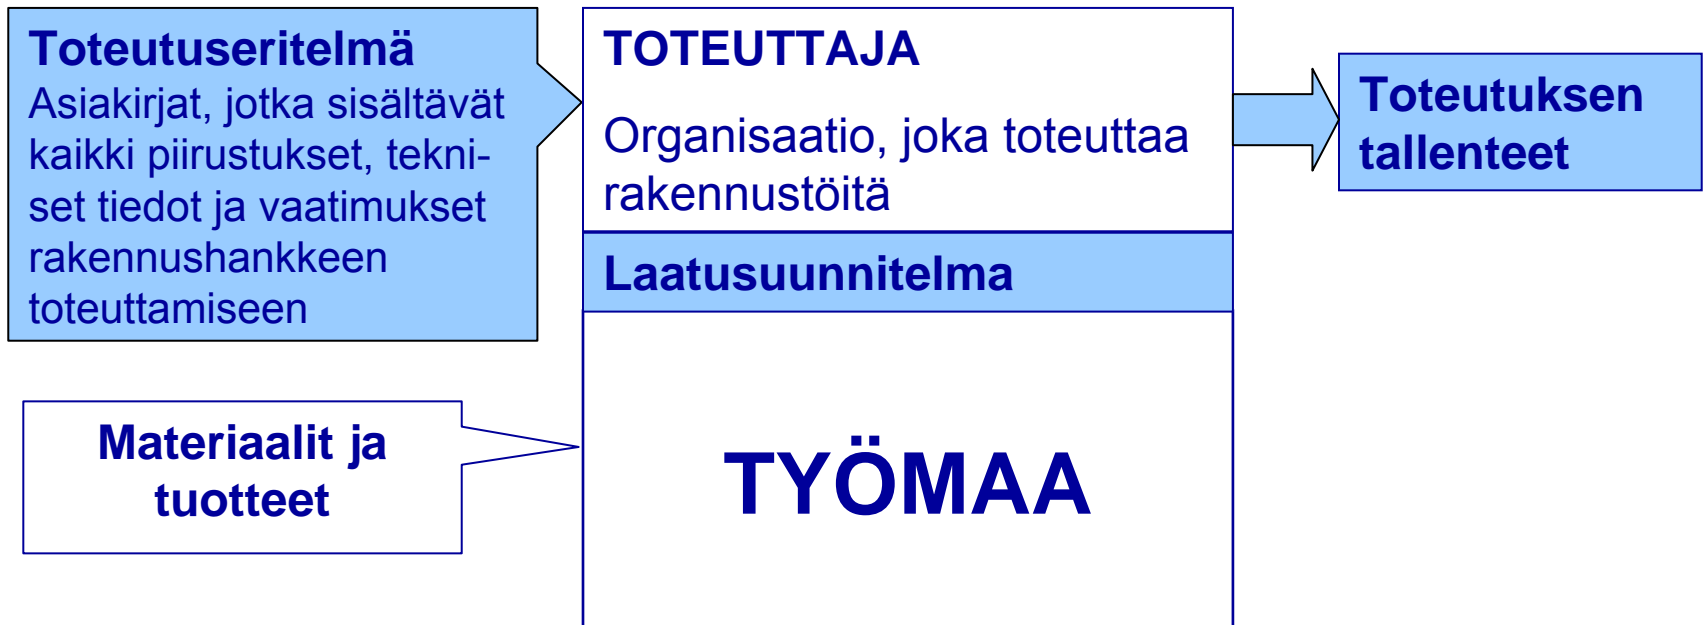 Toteutuseritelmä
Asiakirjat, jotka sisältävät
kaikki piirustukset, tekni-
set tiedot ja vaatimukset
rakennushankkeen
toteuttamiseen
TOTEUTTAJA
Organisaatio, joka toteuttaa
rakennustöitä
Toteutuksen
tallenteet
Laatusuunnitelma
Materiaalit ja
tuotteet
TYÖMAA